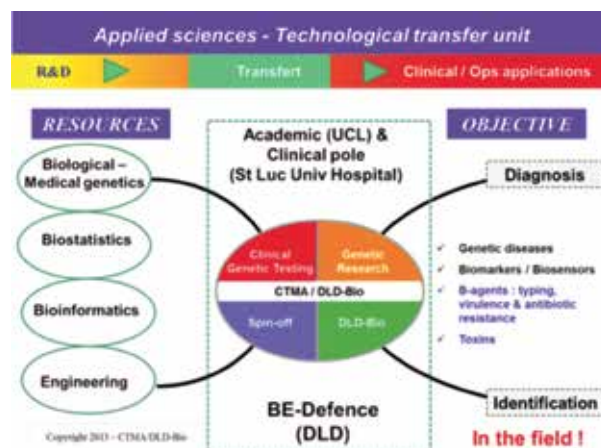 Applied sciences - Technological transfer unit
R&D
Transfert
Clinical / Ops applications
RESOURCES
Biological –
Medical genetics
Biostatistics
Bioinformatics
Engineering
Academic (UCL) &
Clinical pole
(St Luc Univ Hospital)
Clinical
Genetic Testing
Genetic
Research
CTMA / DLD-Bio
Spin-off
DLD-Bio
BE-Defence
(DLD)
OBJECTIVE
Diagnosis
✓ Genetic diseases
✓ Biomarkers / Biosensors
✓ B-agents : typing,
virulence & antibiotic
resistance
✓ Toxins
Identification
In the field !
Copyright 2013 – CTMA/DLD-Bio